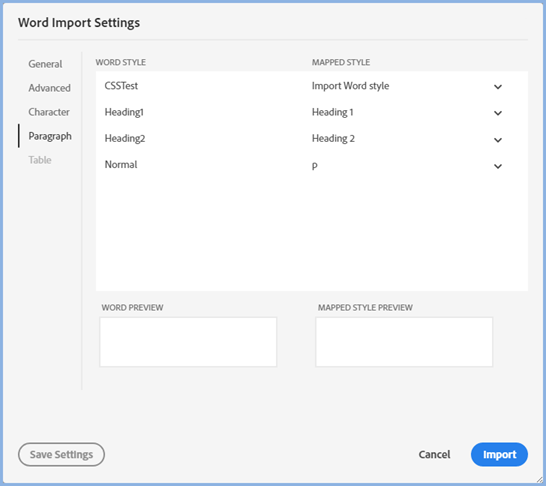 Word Import Settings
General
Advanced
Character
Paragraph
Table
WORD STYLE MAPPED STYLE
CSSTest Import Word style
Heading1 Heading 1
Heading2 Heading 2
Normal p
WORD PREVIEW MAPPED STYLE PREVIEW
Save Settings Cancel Import